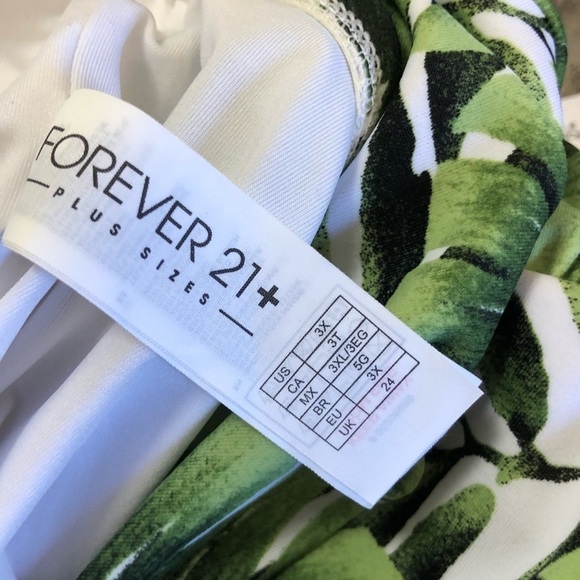 FOREVER 21+
PLUS SIZES
US 3X
CA 3T
MX 3XL/3EG
BR 5G
EU 3X
UK 24